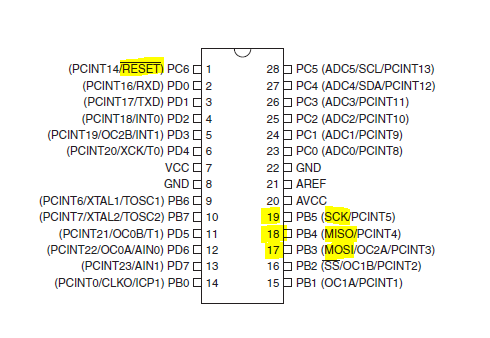 (PCINT14/RESET) PC6 1 28 PC5 (ADC5/SCL/PCINT13)
(PCINT16/RXD) PD0 2 27 PC4 (ADC4/SDA/PCINT12)
(PCINT17/TXD) PD1 3 26 PC3 (ADC3/PCINT11)
(PCINT18/INT0) PD2 4 25 PC2 (ADC2/PCINT10)
(PCINT19/OC2B/INT1) PD3 5 24 PC1 (ADC1/PCINT9)
(PCINT20/XCK/T0) PD4 6 23 PC0 (ADC0/PCINT8)
VCC 7 22 GND
GND 8 21 AREF
(PCINT6/XTAL1/TOSC1) PB6 9 20 AVCC
(PCINT7/XTAL2/TOSC2) PB7 10 19 PB5 (SCK/PCINT5)
(PCINT21/OC0B/T1) PD5 11 18 PB4 (MISO/PCINT4)
(PCINT22/OC0A/AIN0) PD6 12 17 PB3 (MOSI/OC2A/PCINT3)
(PCINT23/AIN1) PD7 13 16 PB2 (SS/OC1B/PCINT2)
(PCINT0/CLKO/ICP1) PB0 14 15 PB1 (OC1A/PCINT1)